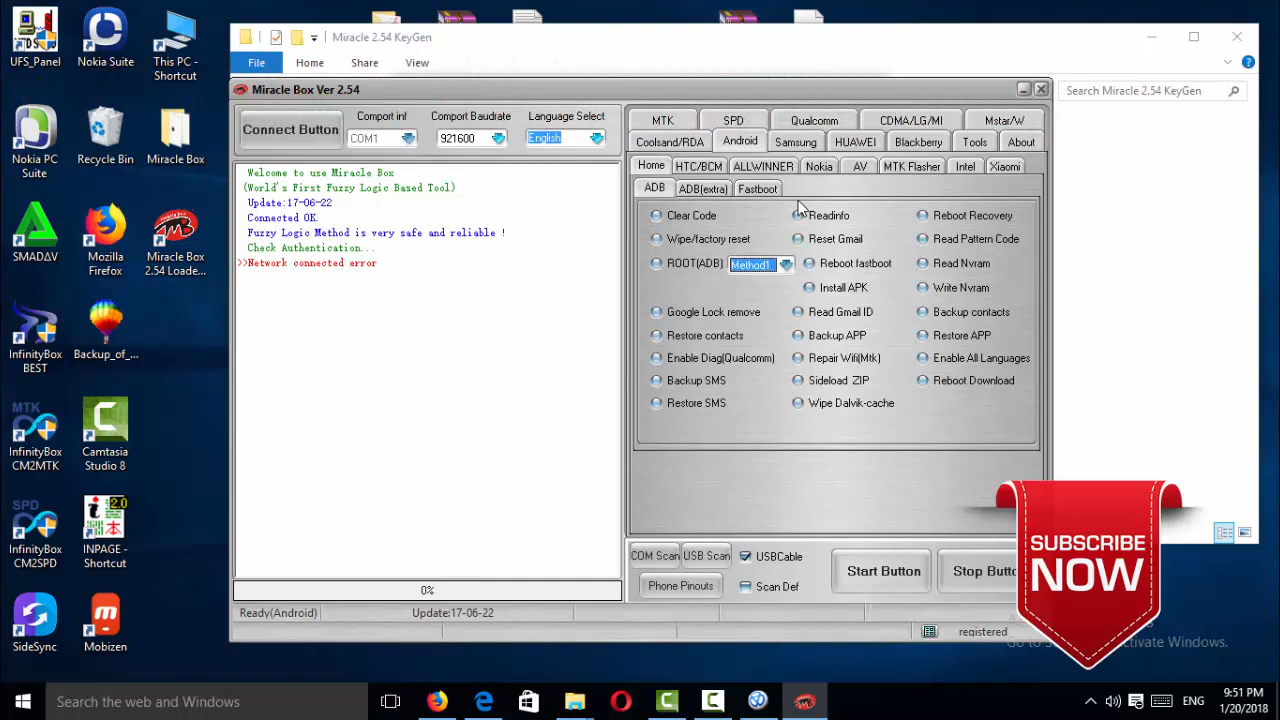 UFS_Panel
Nokia Suite
This PC -
Shortcut
Nokia PC
Suite
Recycle Bin
Miracle Box
SMADΔV
Mozilla
Firefox
Miracle Box
2.54 Loade...
InfinityBox
BEST
Backup_of_...
MTK
InfinityBox
CM2MTK
Camtasia
Studio 8
SPD
InfinityBox
CM2SPD
2.0
INPAGE -
Shortcut
SideSync
Mobizen
Miracle 2.54 KeyGen
File Home Share View
Search Miracle 2.54 KeyGen
Miracle Box Ver 2.54
Connect Button
Comport inf
COM1
Comport Baudrate
921600
Language Select
English
Welcome to use Miracle Box
(World's First Fuzzy Logic Based Tool)
Update:17-06-22
Connected OK.
Fuzzy Logic Method is very safe and reliable !
Check Authentication...
>>Network connected error
0%
Ready(Android) Update:17-06-22
MTK SPD Qualcomm CDMA/LG/MI Mstar/W
Coolsand/RDA Android Samsung HUAWEI Blackberry Tools About
Home HTC/BCM ALLWINNER Nokia AV MTK Flasher Intel Xiaomi
ADB ADB(extra) Fastboot
Clear Code Readinfo Reboot Recovery
Wipe/factory reset Reset Gmail Read Pattern Code
ROOT(ADB) Method1 Reboot fastboot Read Nvram
Install APK Write Nvram
Google Lock remove Read Gmail ID Backup contacts
Restore contacts Backup APP Restore APP
Enable Diag(Qualcomm) Repair Wifi(Mtk) Enable All Languages
Backup SMS Sideload ZIP Reboot Download
Restore SMS Wipe Dalvik-cache
COM Scan USB Scan USBCable
Phone Pinouts Scan Def
Start Button Stop Butto
registered
SUBSCRIBE
NOW
Go to S ctivate Windows.
Search the web and Windows
ENG
9:51 PM
1/20/2018